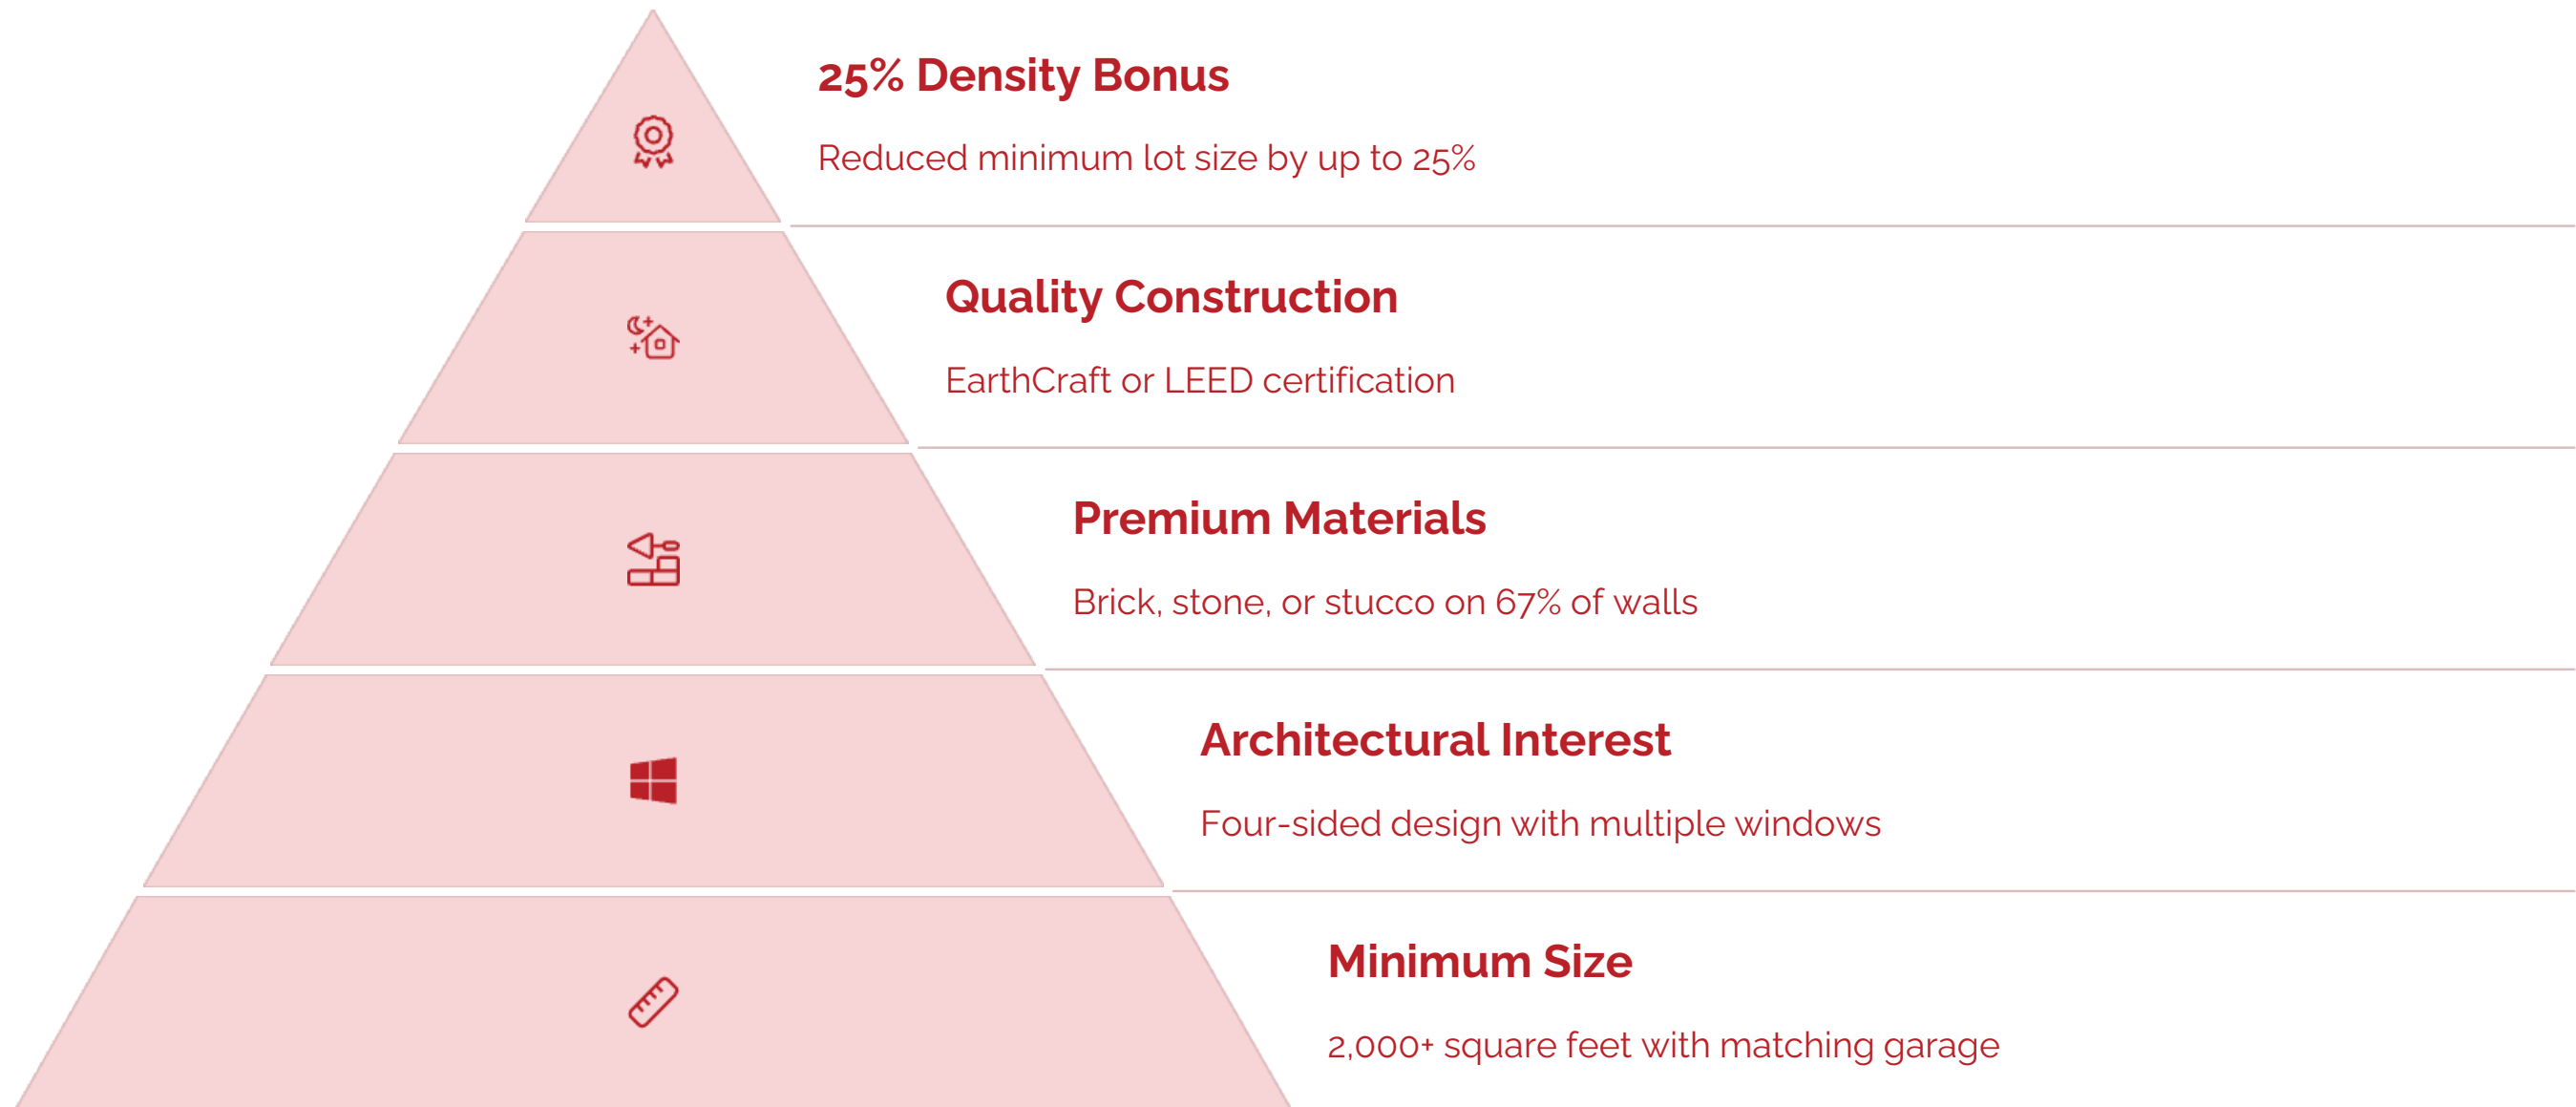 25% Density Bonus
Reduced minimum lot size by up to 25%
Quality Construction
EarthCraft or LEED certification
Premium Materials
Brick, stone, or stucco on 67% of walls
Architectural Interest
Four-sided design with multiple windows
Minimum Size
2,000+ square feet with matching garage